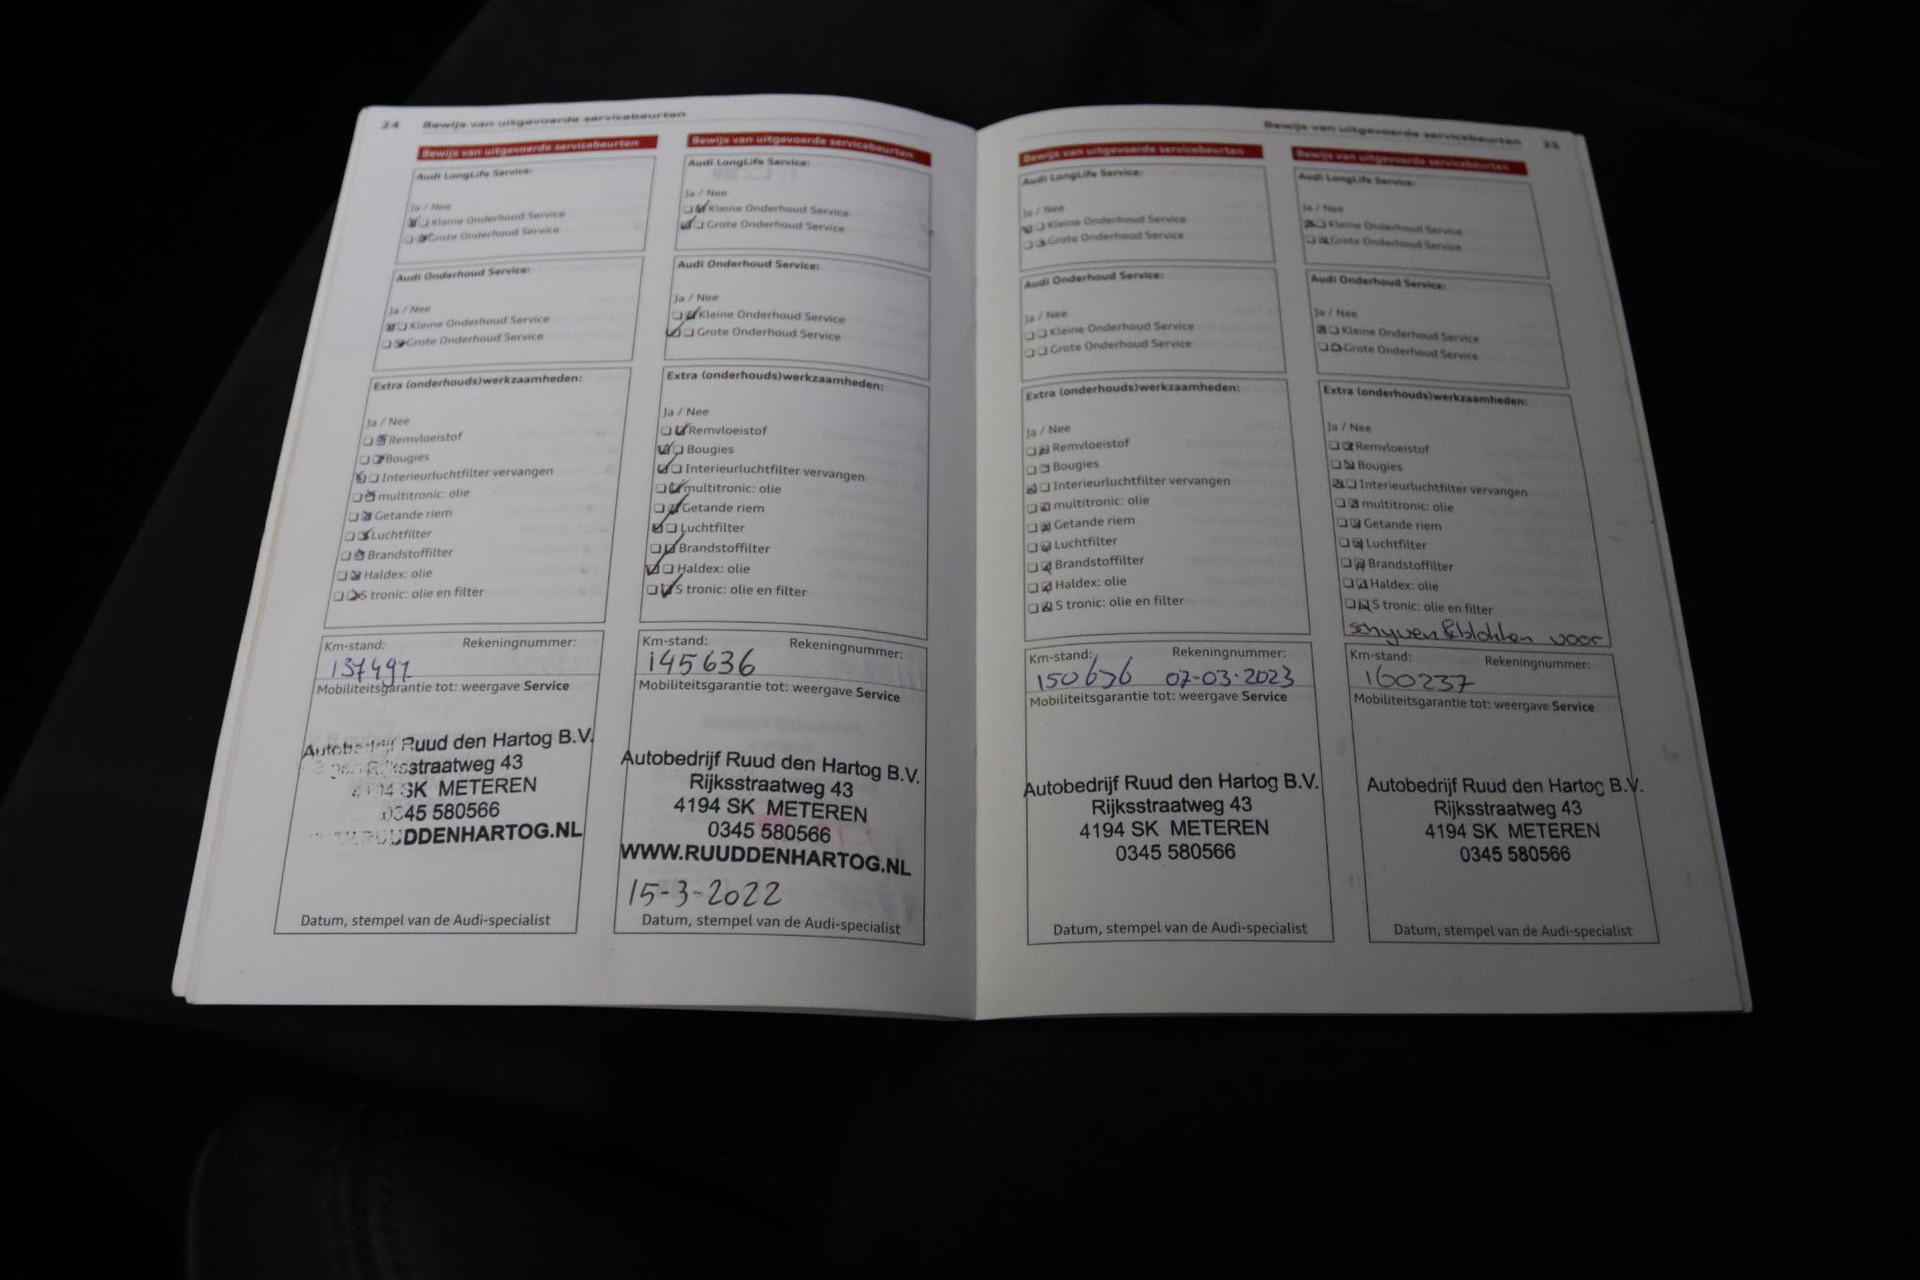 24 Bewijs van uitgevoerde servicebeurten
Bewijs van uitgevoerde servicebeurten
Audi LongLife Service:
Ja / Nee
Kleine Onderhoud Service
Grote Onderhoud Service
Audi Onderhoud Service:
Ja / Nee
Kleine Onderhoud Service
Grote Onderhoud Service
Extra (onderhouds)werkzaamheden:
Ja / Nee
Remvloeistof
Bougies
Interieurluchtfilter vervangen
multitronic: olie
Getande riem
Luchtfilter
Brandstoffilter
Haldex: olie
S tronic: olie en filter
Km-stand: Rekeningnummer:
137491
Mobiliteitsgarantie tot: weergave Service
Autobedrijf Ruud den Hartog B.V.
Rijksstraatweg 43
4194 SK METEREN
0345 580566
WWW.RUUDDENHARTOG.NL
Datum, stempel van de Audi-specialist
Bewijs van uitgevoerde servicebeurten
Audi LongLife Service:
Ja / Nee
Kleine Onderhoud Service
Grote Onderhoud Service
Audi Onderhoud Service:
Ja / Nee
Kleine Onderhoud Service
Grote Onderhoud Service
Extra (onderhouds)werkzaamheden:
Ja / Nee
Remvloeistof
Bougies
Interieurluchtfilter vervangen
multitronic: olie
Getande riem
Luchtfilter
Brandstoffilter
Haldex: olie
S tronic: olie en filter
Km-stand: Rekeningnummer:
145636
Mobiliteitsgarantie tot: weergave Service
Autobedrijf Ruud den Hartog B.V.
Rijksstraatweg 43
4194 SK METEREN
0345 580566
WWW.RUUDDENHARTOG.NL
15-3-2022
Datum, stempel van de Audi-specialist
Bewijs van uitgevoerde servicebeurten 25
Bewijs van uitgevoerde servicebeurten
Audi LongLife Service:
Ja / Nee
Kleine Onderhoud Service
Grote Onderhoud Service
Audi Onderhoud Service:
Ja / Nee
Kleine Onderhoud Service
Grote Onderhoud Service
Extra (onderhouds)werkzaamheden:
Ja / Nee
Remvloeistof
Bougies
Interieurluchtfilter vervangen
multitronic: olie
Getande riem
Luchtfilter
Brandstoffilter
Haldex: olie
S tronic: olie en filter
Km-stand: Rekeningnummer:
150636 07-03-2023
Mobiliteitsgarantie tot: weergave Service
Autobedrijf Ruud den Hartog B.V.
Rijksstraatweg 43
4194 SK METEREN
0345 580566
Datum, stempel van de Audi-specialist
Bewijs van uitgevoerde servicebeurten
Audi LongLife Service:
Ja / Nee
Kleine Onderhoud Service
Grote Onderhoud Service
Audi Onderhoud Service:
Ja / Nee
Kleine Onderhoud Service
Grote Onderhoud Service
Extra (onderhouds)werkzaamheden:
Ja / Nee
Remvloeistof
Bougies
Interieurluchtfilter vervangen
multitronic: olie
Getande riem
Luchtfilter
Brandstoffilter
Haldex: olie
S tronic: olie en filter
schyven & blokken voor
Km-stand: Rekeningnummer:
160237
Mobiliteitsgarantie tot: weergave Service
Autobedrijf Ruud den Hartog B.V.
Rijksstraatweg 43
4194 SK METEREN
0345 580566
Datum, stempel van de Audi-specialist